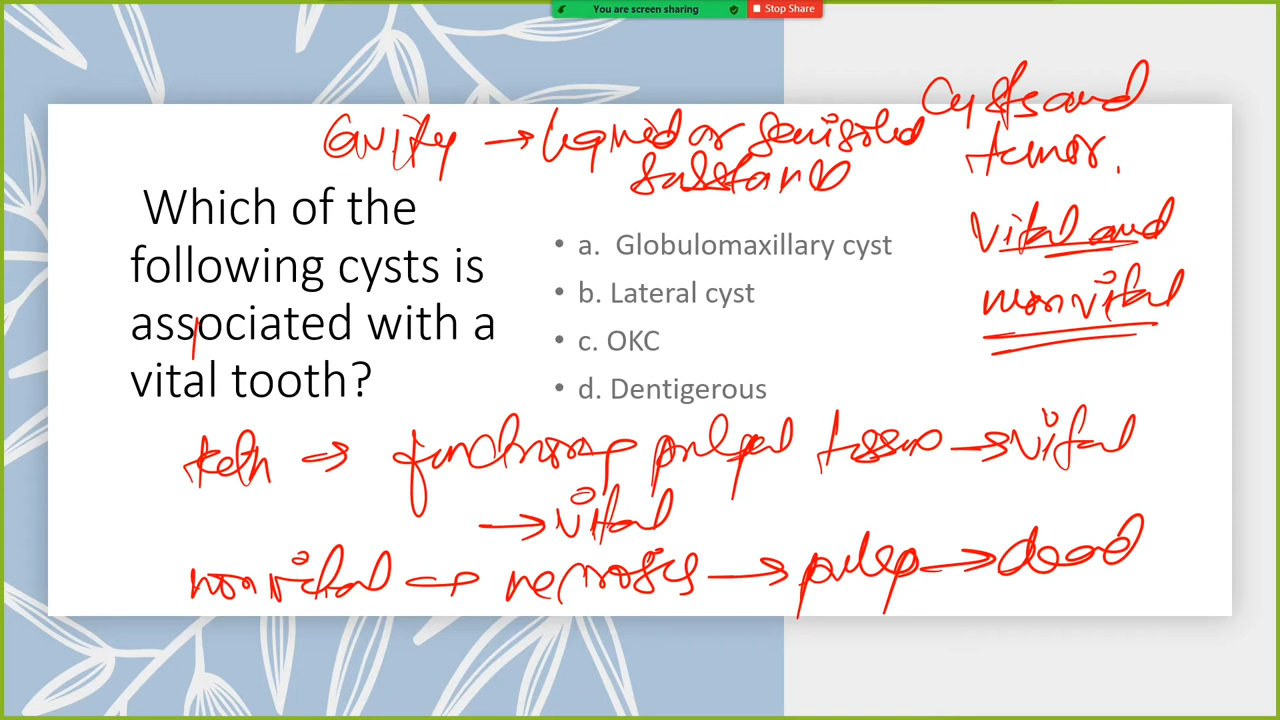 You are screen sharing
Stop Share
Cysts and
tumor.
Cavity → liquid or semisolid
substance
Vital and
nonvital
Which of the
following cysts is
associated with a
vital tooth?
• a. Globulomaxillary cyst
• b. Lateral cyst
• c. OKC
• d. Dentigerous
teeth → functioning pulpal tissue → vital
→ vital
non vital → necrosis → pulp → dead